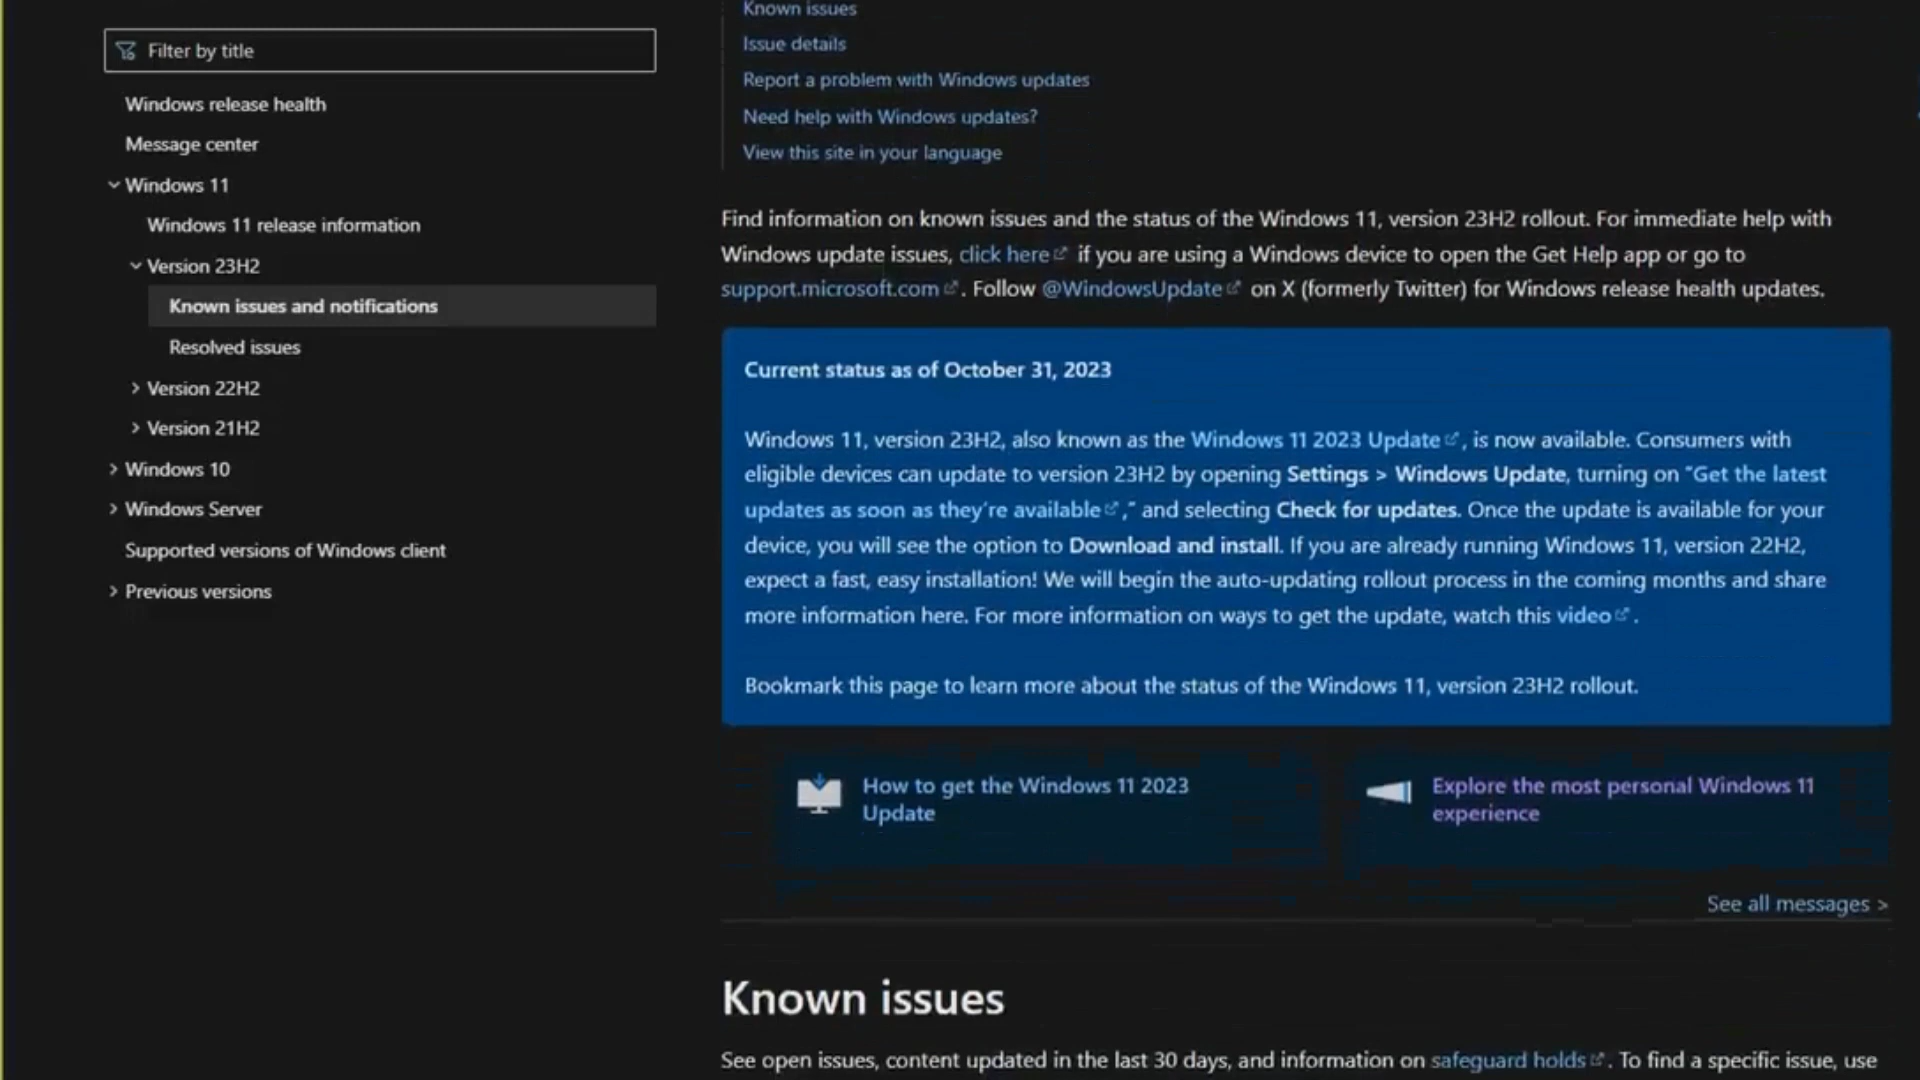 Filter by title
Windows release health
Message center
Windows 11
Windows 11 release information
Version 23H2
Known issues and notifications
Resolved issues
Version 22H2
Version 21H2
Windows 10
Windows Server
Supported versions of Windows client
Previous versions
Known issues
Issue details
Report a problem with Windows updates
Need help with Windows updates?
View this site in your language
Find information on known issues and the status of the Windows 11, version 23H2 rollout. For immediate help with
Windows update issues, click here if you are using a Windows device to open the Get Help app or go to
support.microsoft.com. Follow @WindowsUpdate on X (formerly Twitter) for Windows release health updates.
Current status as of October 31, 2023
Windows 11, version 23H2, also known as the Windows 11 2023 Update, is now available. Consumers with
eligible devices can update to version 23H2 by opening Settings > Windows Update, turning on "Get the latest
updates as soon as they're available," and selecting Check for updates. Once the update is available for your
device, you will see the option to Download and install. If you are already running Windows 11, version 22H2,
expect a fast, easy installation! We will begin the auto-updating rollout process in the coming months and share
more information here. For more information on ways to get the update, watch this video.
Bookmark this page to learn more about the status of the Windows 11, version 23H2 rollout.
How to get the Windows 11 2023
Update
Explore the most personal Windows 11
experience
See all messages >
Known issues
See open issues, content updated in the last 30 days, and information on safeguard holds. To find a specific issue, use